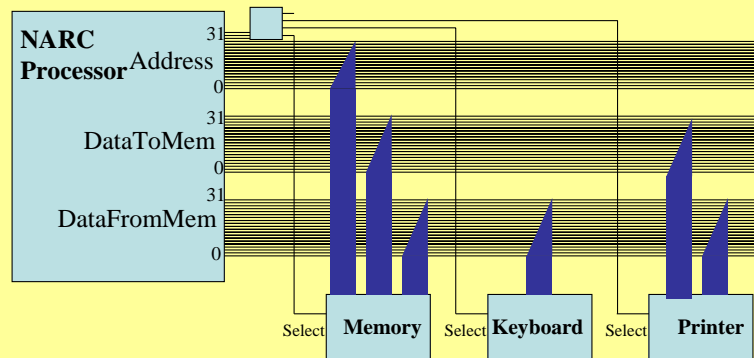 NARC
Processor
31
Address
0
31
DataToMem
0
31
DataFromMem
0
Select
Memory
Select
Keyboard
Select
Printer